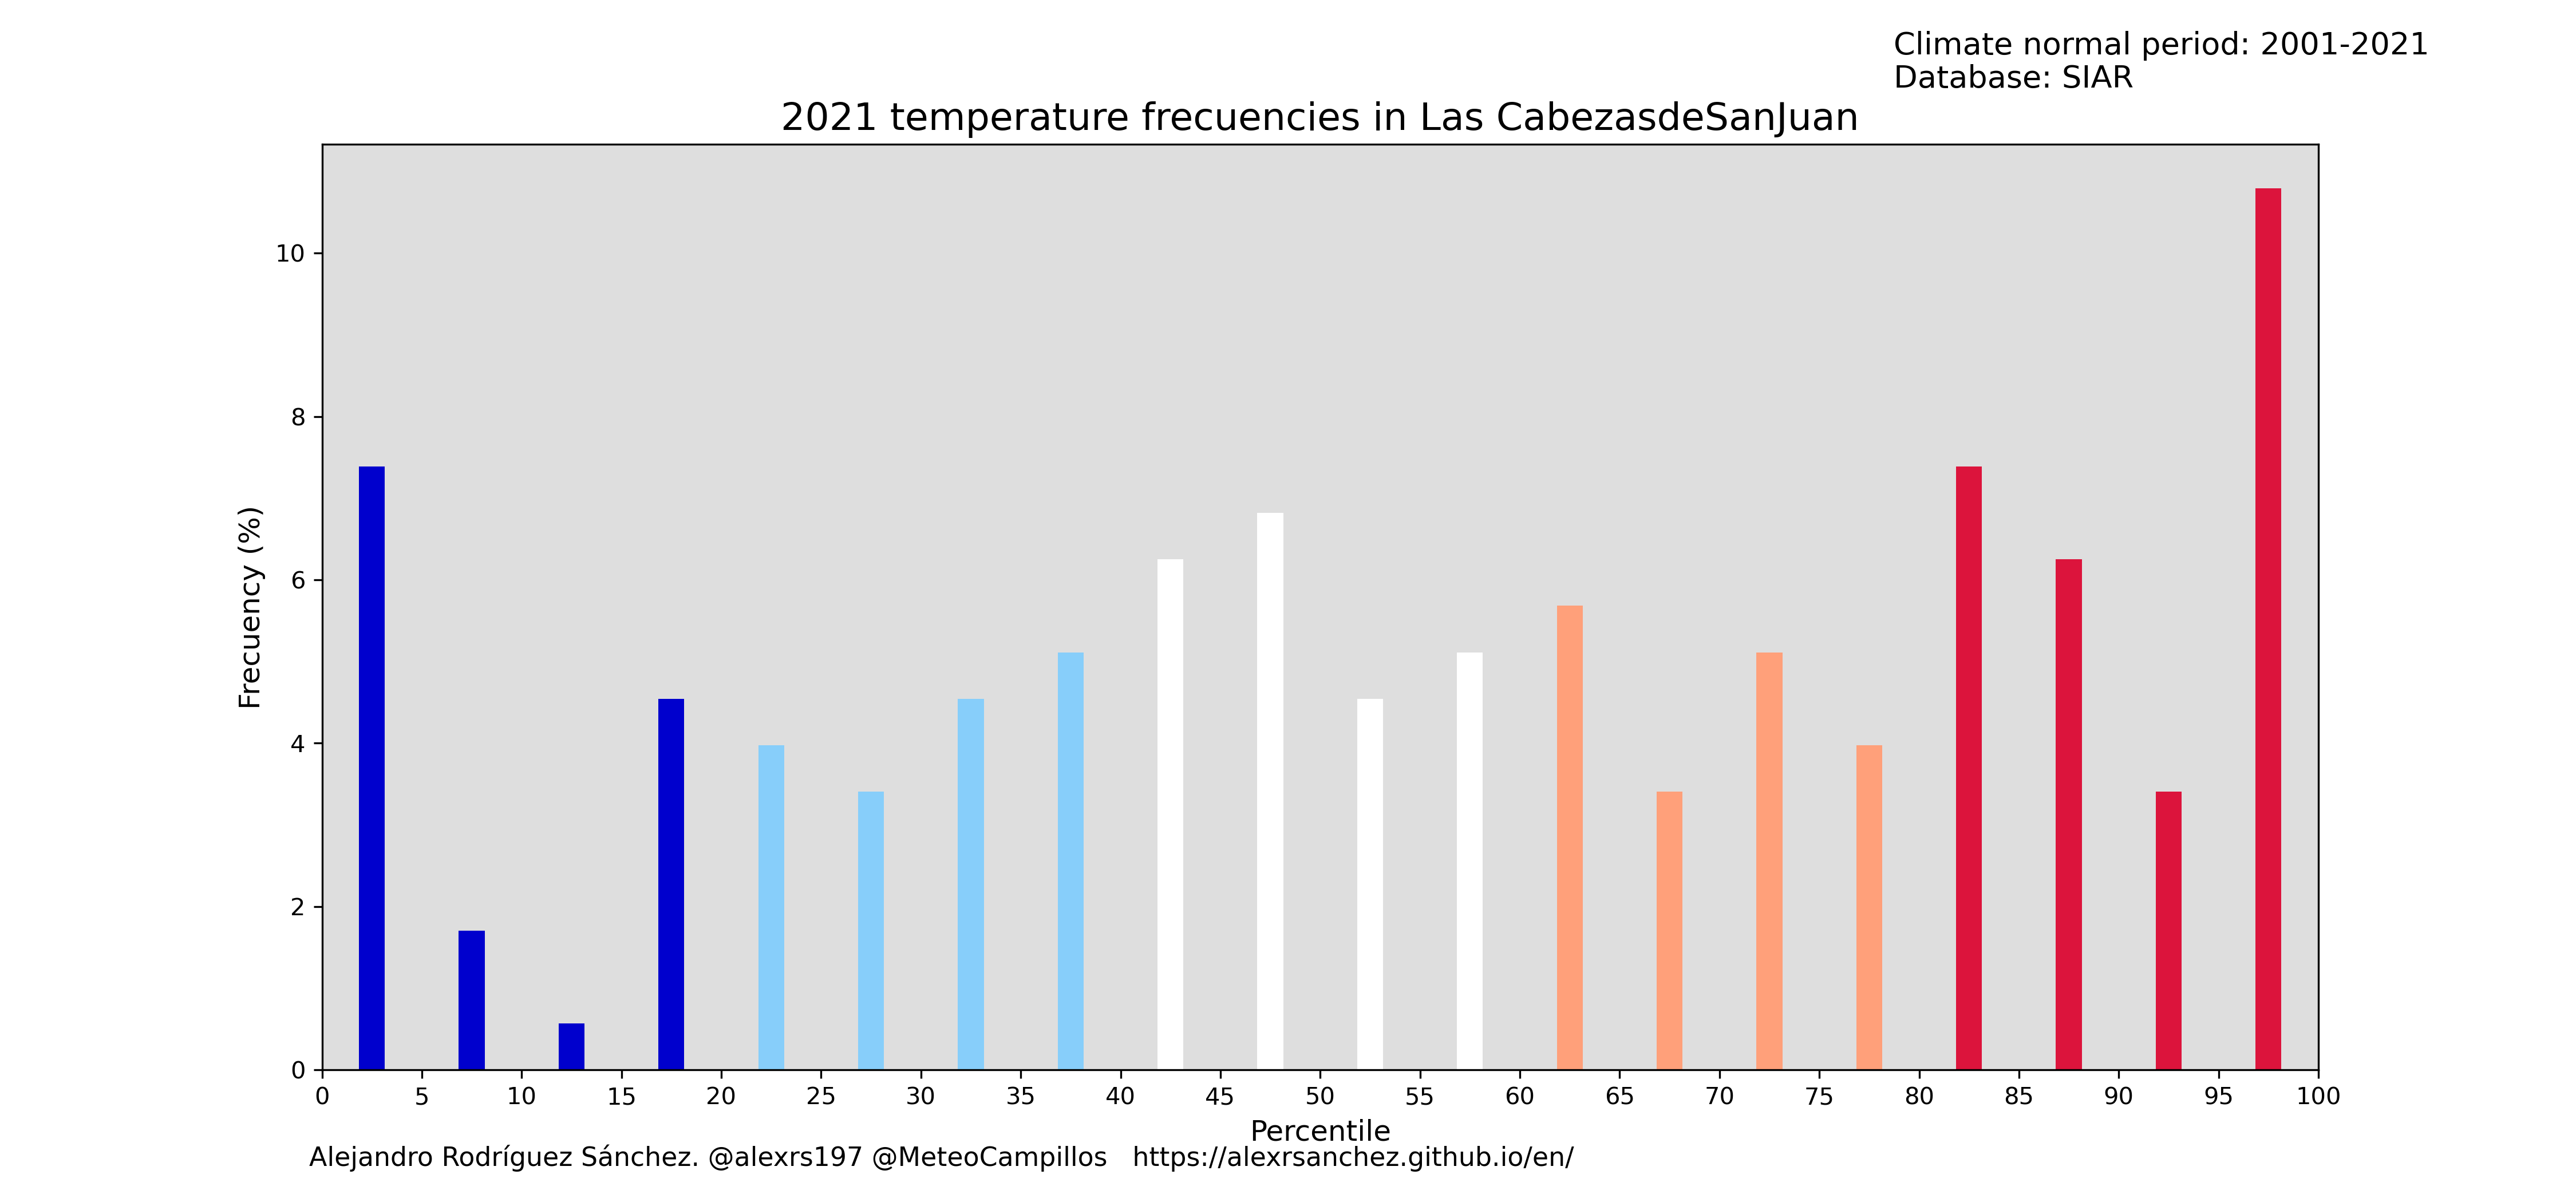 Climate normal period: 2001-2021
Database: SIAR
2021 temperature frecuencies in Las CabezasdeSanJuan
Frecuency (%)
10
8
6
4
2
0
0 5 10 15 20 25 30 35 40 45 50 55 60 65 70 75 80 85 90 95 100
Percentile
Alejandro Rodríguez Sánchez. @alexrs197 @MeteoCampillos https://alexrsanchez.github.io/en/